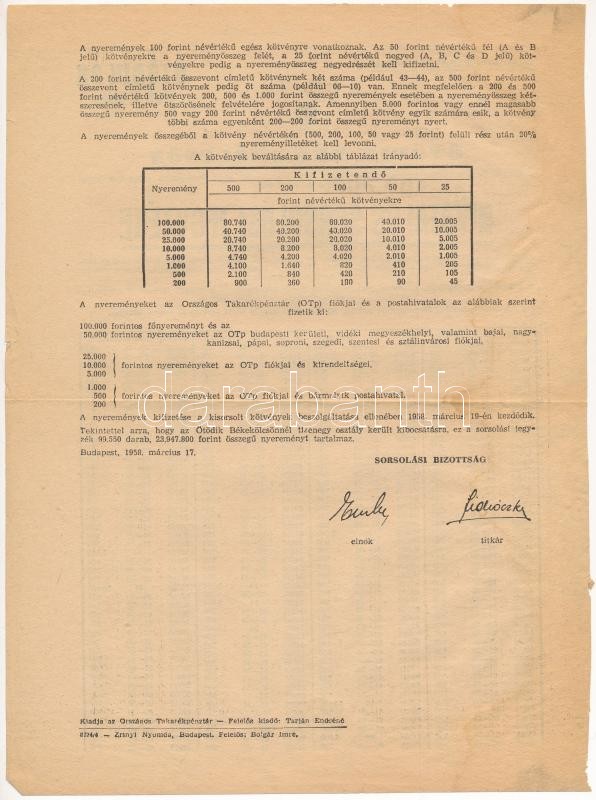 A nyeremények 100 forint névértékű egész kötvényre vonatkoznak. Az 50 forint névértékű fél (A és B
jelű) kötvényekre a nyereményösszeg felét, a 25 forint névértékű negyed (A, B, C és D jelű) köt-
vényekre pedig a nyereményösszeg negyedrészét kell kifizetni.
A 200 forint névértékű összevont címletű kötvénynek két száma (például 43—44), az 500 forint névértékű
összevont címletű kötvénynek pedig öt száma (például 06—10) van. Ennek megfelelően a 200 és 500
forint névértékű kötvények 200, 500 és 1.000 forint összegű nyeremények esetében a nyereményösszeg két-
szeresének, illetve ötszörösének felvételére jogosítanak. Amennyiben 5.000 forintos vagy ennél magasabb
összegű nyeremény 500 vagy 200 forint névértékű összevont címletű kötvény egyik számára esik, a kötvény
többi száma egyenként 200—200 forint összegű nyereményt nyert.
A nyeremények összegéből a kötvény névértékén (500, 200, 100, 50 vagy 25 forint) felüli rész után 20%
nyereményilletéket kell levonni.
A kötvények beváltására az alábbi táblázat irányadó:
Nyeremény Kifizetendő
500 200 100 50 25
forint névértékű kötvényekre
100.000 80.740 80.200 80.020 40.010 20.005
50.000 40.740 40.200 40.020 20.010 10.005
25.000 20.740 20.200 20.020 10.010 5.005
10.000 8.740 8.200 8.020 4.010 2.005
5.000 4.740 4.200 4.020 2.010 1.005
1.000 4.100 1.640 820 410 205
500 2.100 840 420 210 105
200 900 360 180 90 45
A nyereményeket az Országos Takarékpénztár (OTp) fiókjai és a postahivatalok az alábbiak szerint
fizetik ki:
100.000 forintos főnyereményt és az
50.000 forintos nyereményeket az OTp budapesti kerületi, vidéki megyeszékhelyi, valamint bajai, nagy-
kanizsai, pápai, soproni, szegedi, szentesi és sztálinvárosi fiókjai,
25.000
10.000 forintos nyereményeket az OTp fiókjai és kirendeltségei,
5.000
1.000
500 forintos nyereményeket az OTp fiókjai és bármelyik postahivatal.
200
A nyeremények kifizetése a kisorsolt kötvények beszolgáltatása ellenében 1958. március 19-én kezdődik.
Tekintettel arra, hogy az Ötödik Békekölcsönnél tizenegy osztály került kibocsátásra, ez a sorsolási jegy-
zék 99.550 darab, 23,947.800 forint összegű nyereményt tartalmaz.
Budapest, 1958. március 17.
SORSOLÁSI BIZOTTSÁG
elnök titkár
darabanth
Kiadja az Országos Takarékpénztár — Felelős kiadó: Tarján Endréné
— Zrínyi Nyomda, Budapest. Felelős: Bolgár Imre.